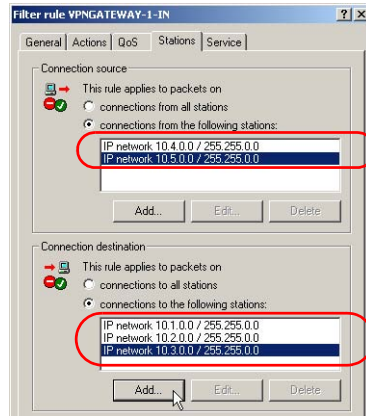 Filter rule VPNGATEWAY-1-IN
General Actions QoS Stations Service
Connection source
This rule applies to packets on
connections from all stations
connections from the following stations:
IP network 10.4.0.0 / 255.255.0.0
IP network 10.5.0.0 / 255.255.0.0
Add... Edit... Delete
Connection destination
This rule applies to packets on
connections to all stations
connections to the following stations:
IP network 10.1.0.0 / 255.255.0.0
IP network 10.2.0.0 / 255.255.0.0
IP network 10.3.0.0 / 255.255.0.0
Add... Edit... Delete